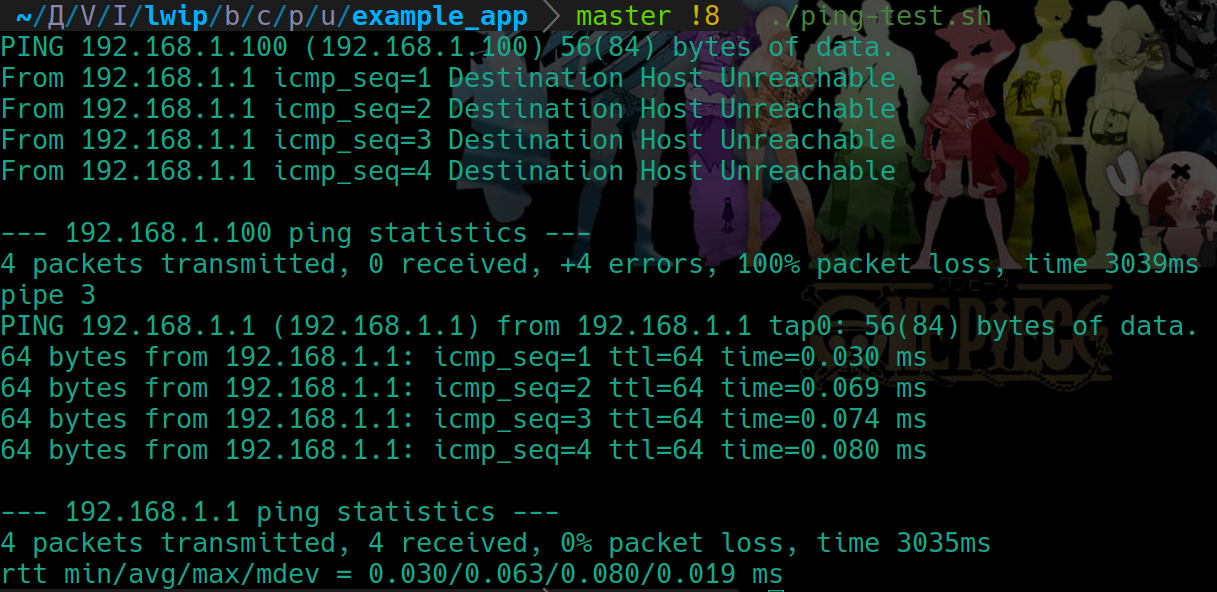 ~/Д/V/I/lwip/b/c/p/u/example_app > master !8 ./ping-test.sh
PING 192.168.1.100 (192.168.1.100) 56(84) bytes of data.
From 192.168.1.1 icmp_seq=1 Destination Host Unreachable
From 192.168.1.1 icmp_seq=2 Destination Host Unreachable
From 192.168.1.1 icmp_seq=3 Destination Host Unreachable
From 192.168.1.1 icmp_seq=4 Destination Host Unreachable
--- 192.168.1.100 ping statistics ---
4 packets transmitted, 0 received, +4 errors, 100% packet loss, time 3039ms
pipe 3
PING 192.168.1.1 (192.168.1.1) from 192.168.1.1 tap0: 56(84) bytes of data.
64 bytes from 192.168.1.1: icmp_seq=1 ttl=64 time=0.030 ms
64 bytes from 192.168.1.1: icmp_seq=2 ttl=64 time=0.069 ms
64 bytes from 192.168.1.1: icmp_seq=3 ttl=64 time=0.074 ms
64 bytes from 192.168.1.1: icmp_seq=4 ttl=64 time=0.080 ms
--- 192.168.1.1 ping statistics ---
4 packets transmitted, 4 received, 0% packet loss, time 3035ms
rtt min/avg/max/mdev = 0.030/0.063/0.080/0.019 ms
ワンピース
ONE PIECE